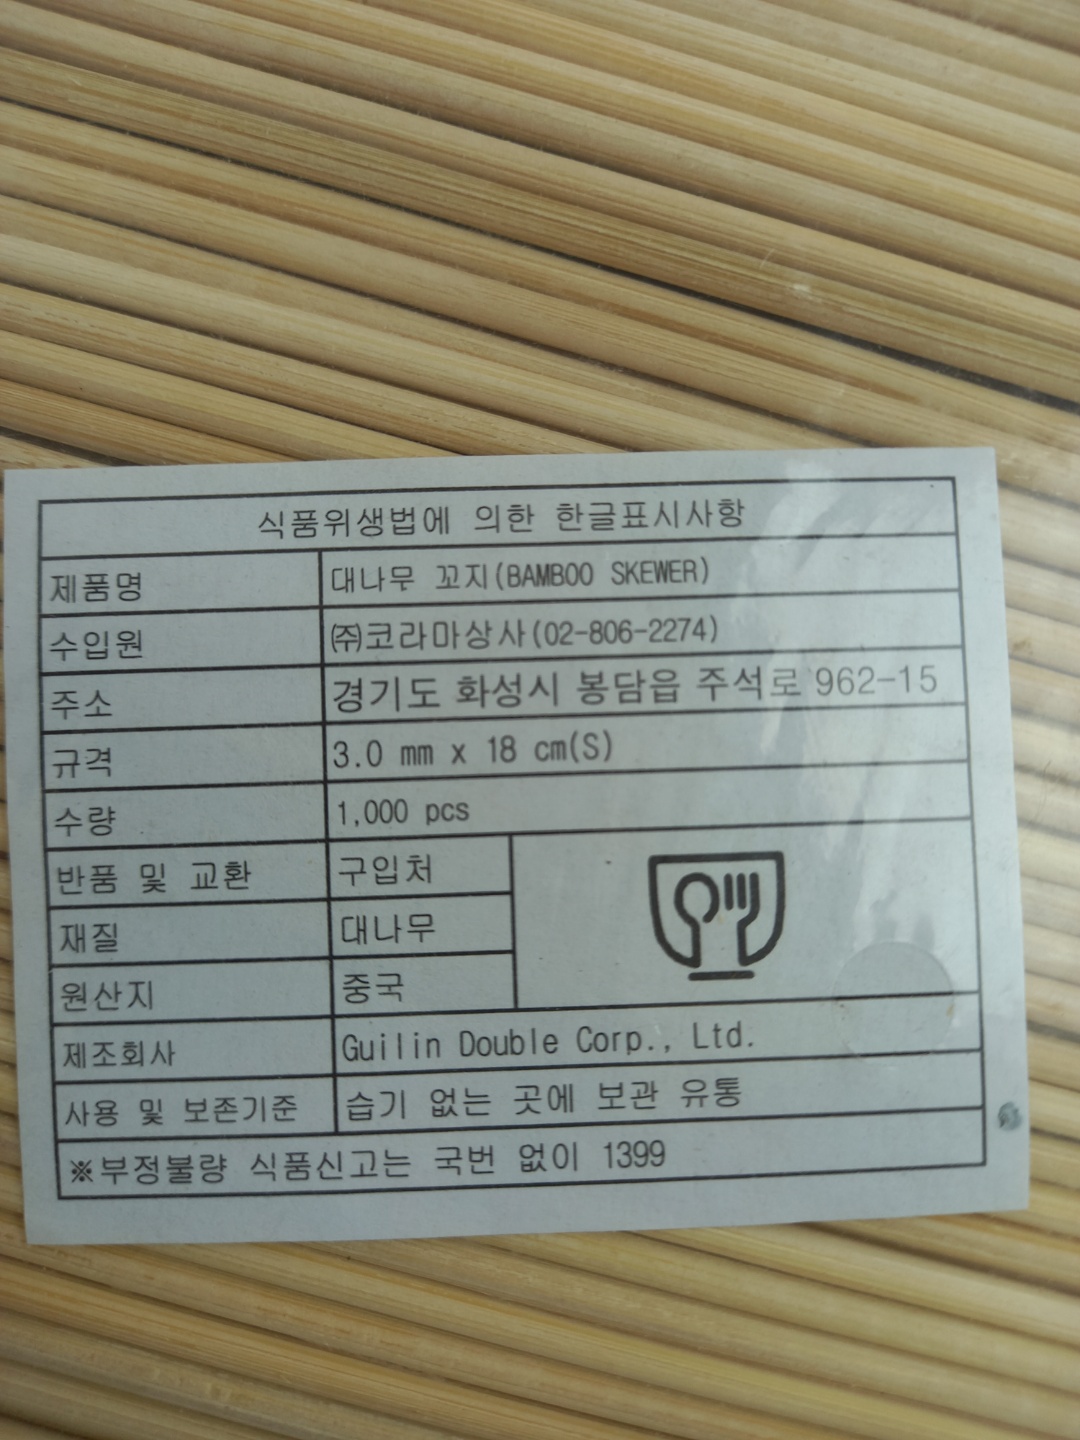 식품위생법에 의한 한글표시사항
제품명 대나무 꼬지(BAMBOO SKEWER)
수입원 ㈜코라마상사(02-806-2274)
주소 경기도 화성시 봉담읍 주석로 962-15
규격 3.0 mm x 18 cm(S)
수량 1,000 pcs
반품 및 교환 구입처
재질 대나무
원산지 중국
제조회사 Guilin Double Corp., Ltd.
사용 및 보존기준 습기 없는 곳에 보관 유통
※부정불량 식품신고는 국번 없이 1399